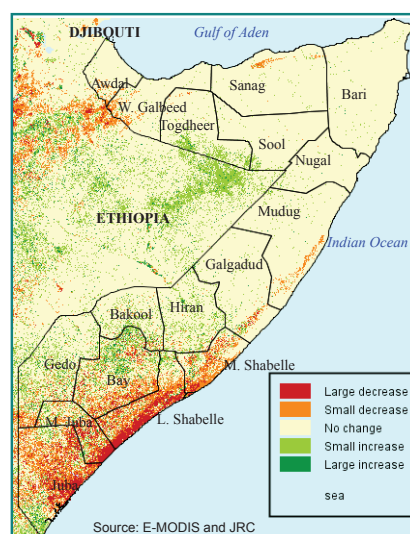 DJIBOUTI
Gulf of Aden
Awdal
Sanag
Bari
W. Galbeed
Togdheer
Sool
Nugal
ETHIOPIA
Mudug
Indian Ocean
Galgadud
Bakool
Hiran
Gedo
Bay
M. Shabelle
L. Shabelle
M. Juba
Juba
Large decrease
Small decrease
No change
Small increase
Large increase
sea
Source: E-MODIS and JRC